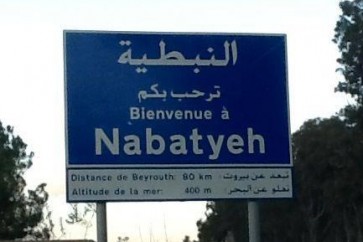 النبطية
ترحب بكم
Bienvenue à
Nabatyeh
Distance de Beyrouth: 80 km تبعد عن بيروت:
Altitude de la mer: 400 m تعلو عن البحر: